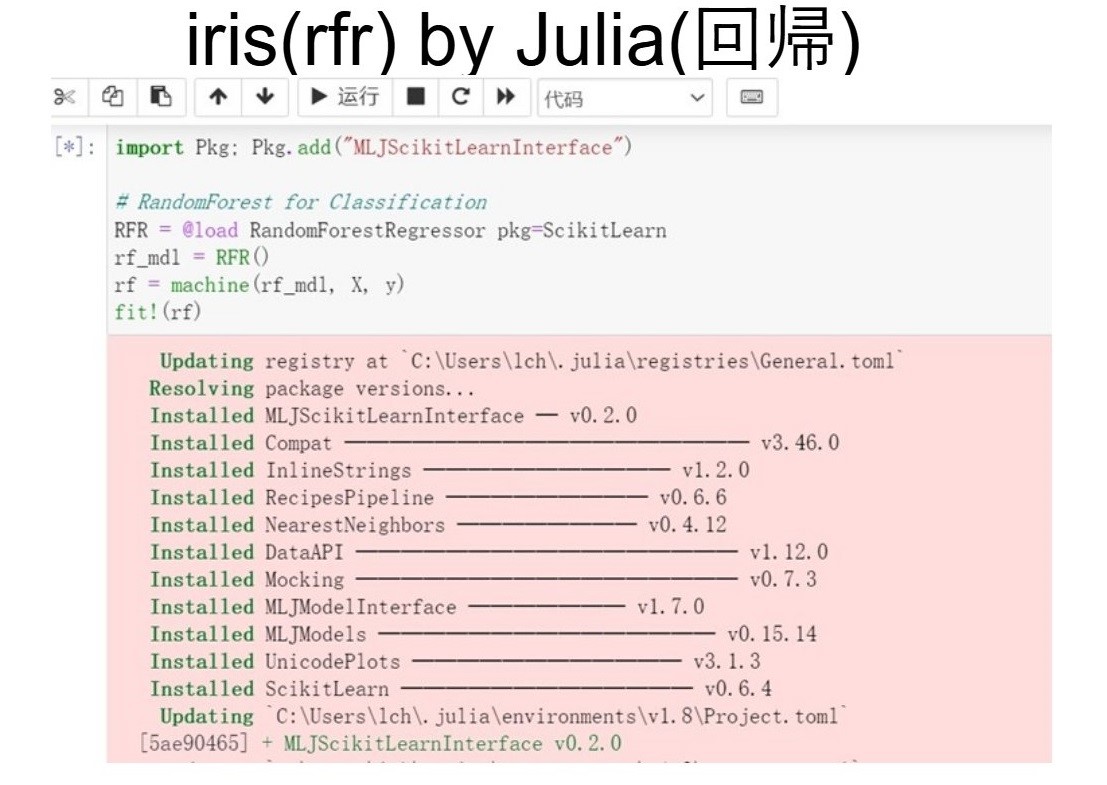 iris(rfr) by Julia(回帰)
运行 代码
[*]: import Pkg; Pkg.add("MLJScikitLearnInterface")
# RandomForest for Classification
RFR = @load RandomForestRegressor pkg=ScikitLearn
rf_mdl = RFR()
rf = machine(rf_mdl, X, y)
fit!(rf)
Updating registry at `C:\Users\lch\.julia\registries\General.toml`
Resolving package versions...
Installed MLJScikitLearnInterface ─ v0.2.0
Installed Compat ──────────────────── v3.46.0
Installed InlineStrings ──────────── v1.2.0
Installed RecipesPipeline ────────── v0.6.6
Installed NearestNeighbors ───────── v0.4.12
Installed DataAPI ─────────────────── v1.12.0
Installed Mocking ─────────────────── v0.7.3
Installed MLJModelInterface ──────── v1.7.0
Installed MLJModels ───────────────── v0.15.14
Installed UnicodePlots ───────────── v3.1.3
Installed ScikitLearn ────────────── v0.6.4
Updating `C:\Users\lch\.julia\environments\v1.8\Project.toml`
[5ae90465] + MLJScikitLearnInterface v0.2.0